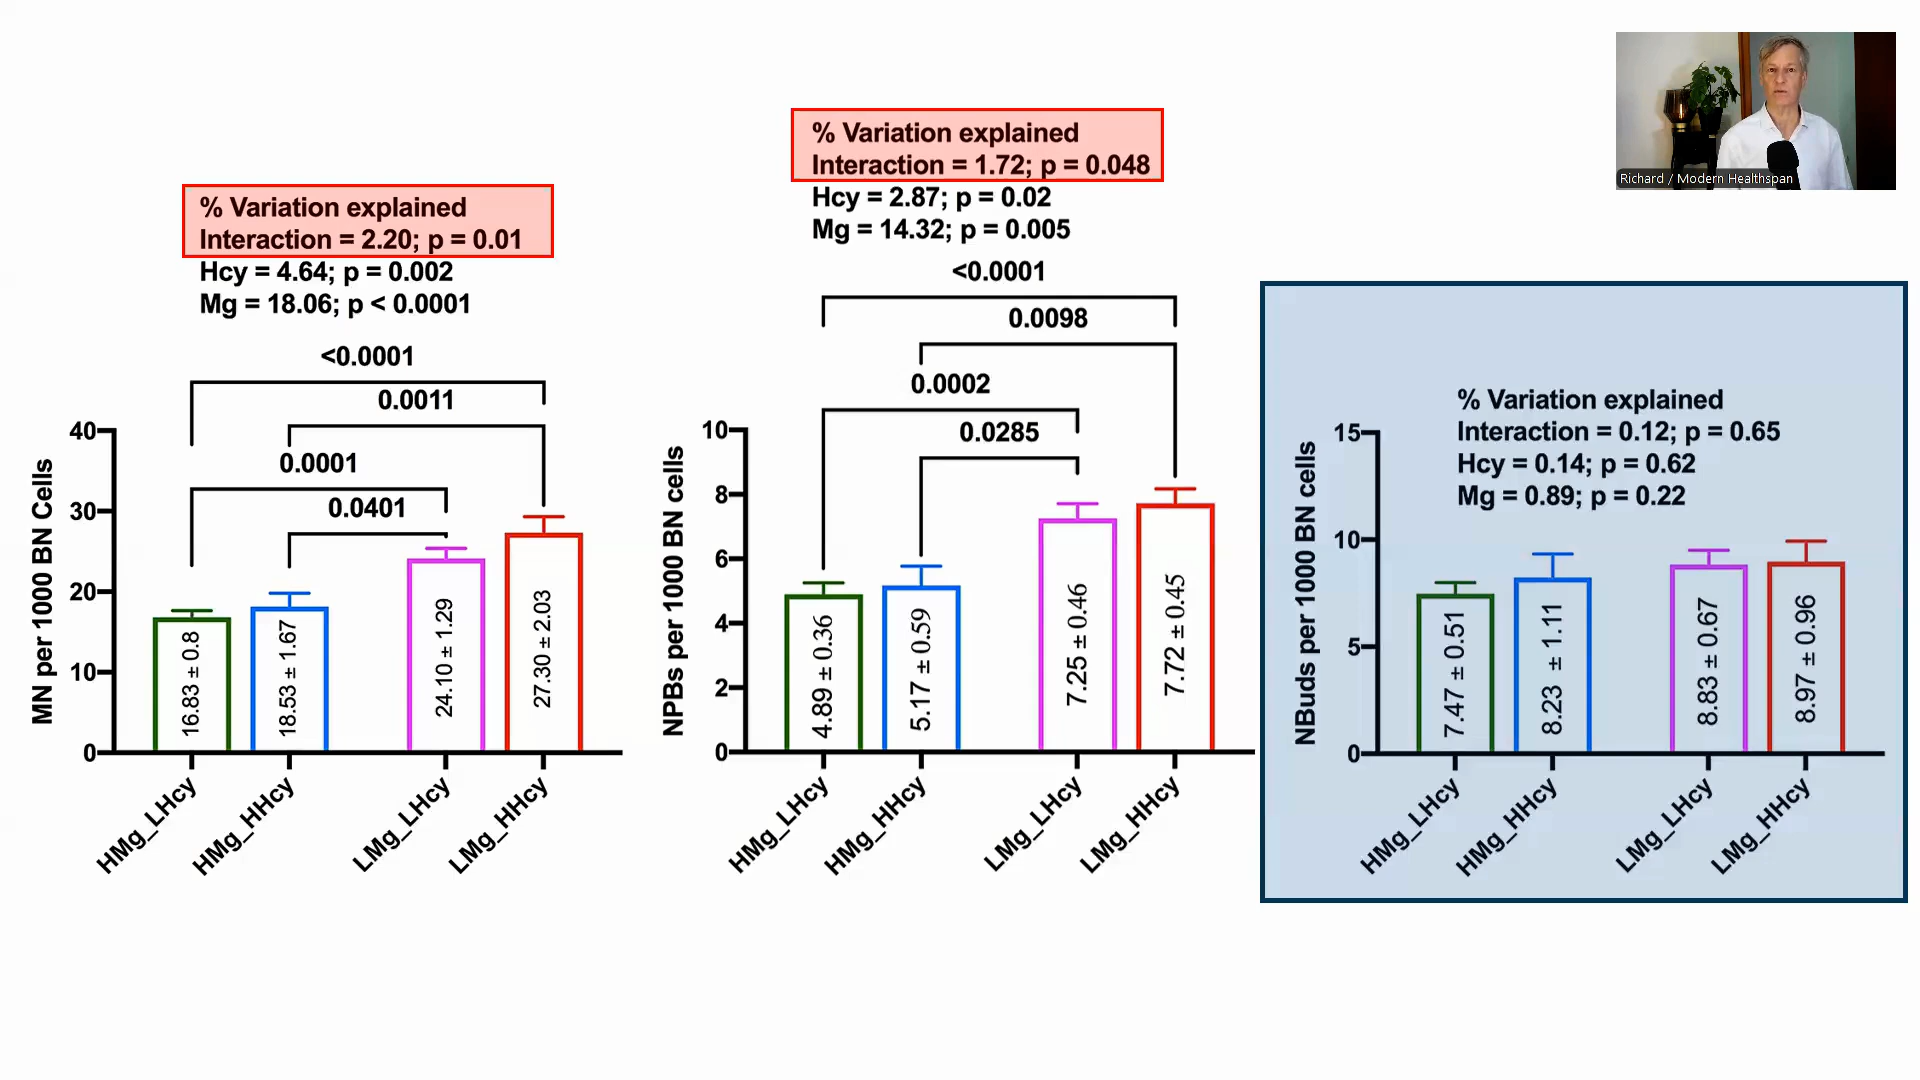 % Variation explained
Interaction = 2.20; p = 0.01
Hcy = 4.64; p = 0.002
Mg = 18.06; p < 0.0001
<0.0001
0.0011
0.0001
0.0401
MN per 1000 BN Cells
40
30
20
10
0
16.83 ± 0.8
18.53 ± 1.67
24.10 ± 1.29
27.30 ± 2.03
HMg_LHcy
HMg_HHcy
LMg_LHcy
LMg_HHcy
% Variation explained
Interaction = 1.72; p = 0.048
Hcy = 2.87; p = 0.02
Mg = 14.32; p = 0.005
<0.0001
0.0098
0.0002
0.0285
NPBs per 1000 BN cells
10
8
6
4
2
0
4.89 ± 0.36
5.17 ± 0.59
7.25 ± 0.46
7.72 ± 0.45
HMg_LHcy
HMg_HHcy
LMg_LHcy
LMg_HHcy
Richard / Modern Healthspan
% Variation explained
Interaction = 0.12; p = 0.65
Hcy = 0.14; p = 0.62
Mg = 0.89; p = 0.22
NBuds per 1000 BN cells
15
10
5
0
7.47 ± 0.51
8.23 ± 1.11
8.83 ± 0.67
8.97 ± 0.96
HMg_LHcy
HMg_HHcy
LMg_LHcy
LMg_HHcy